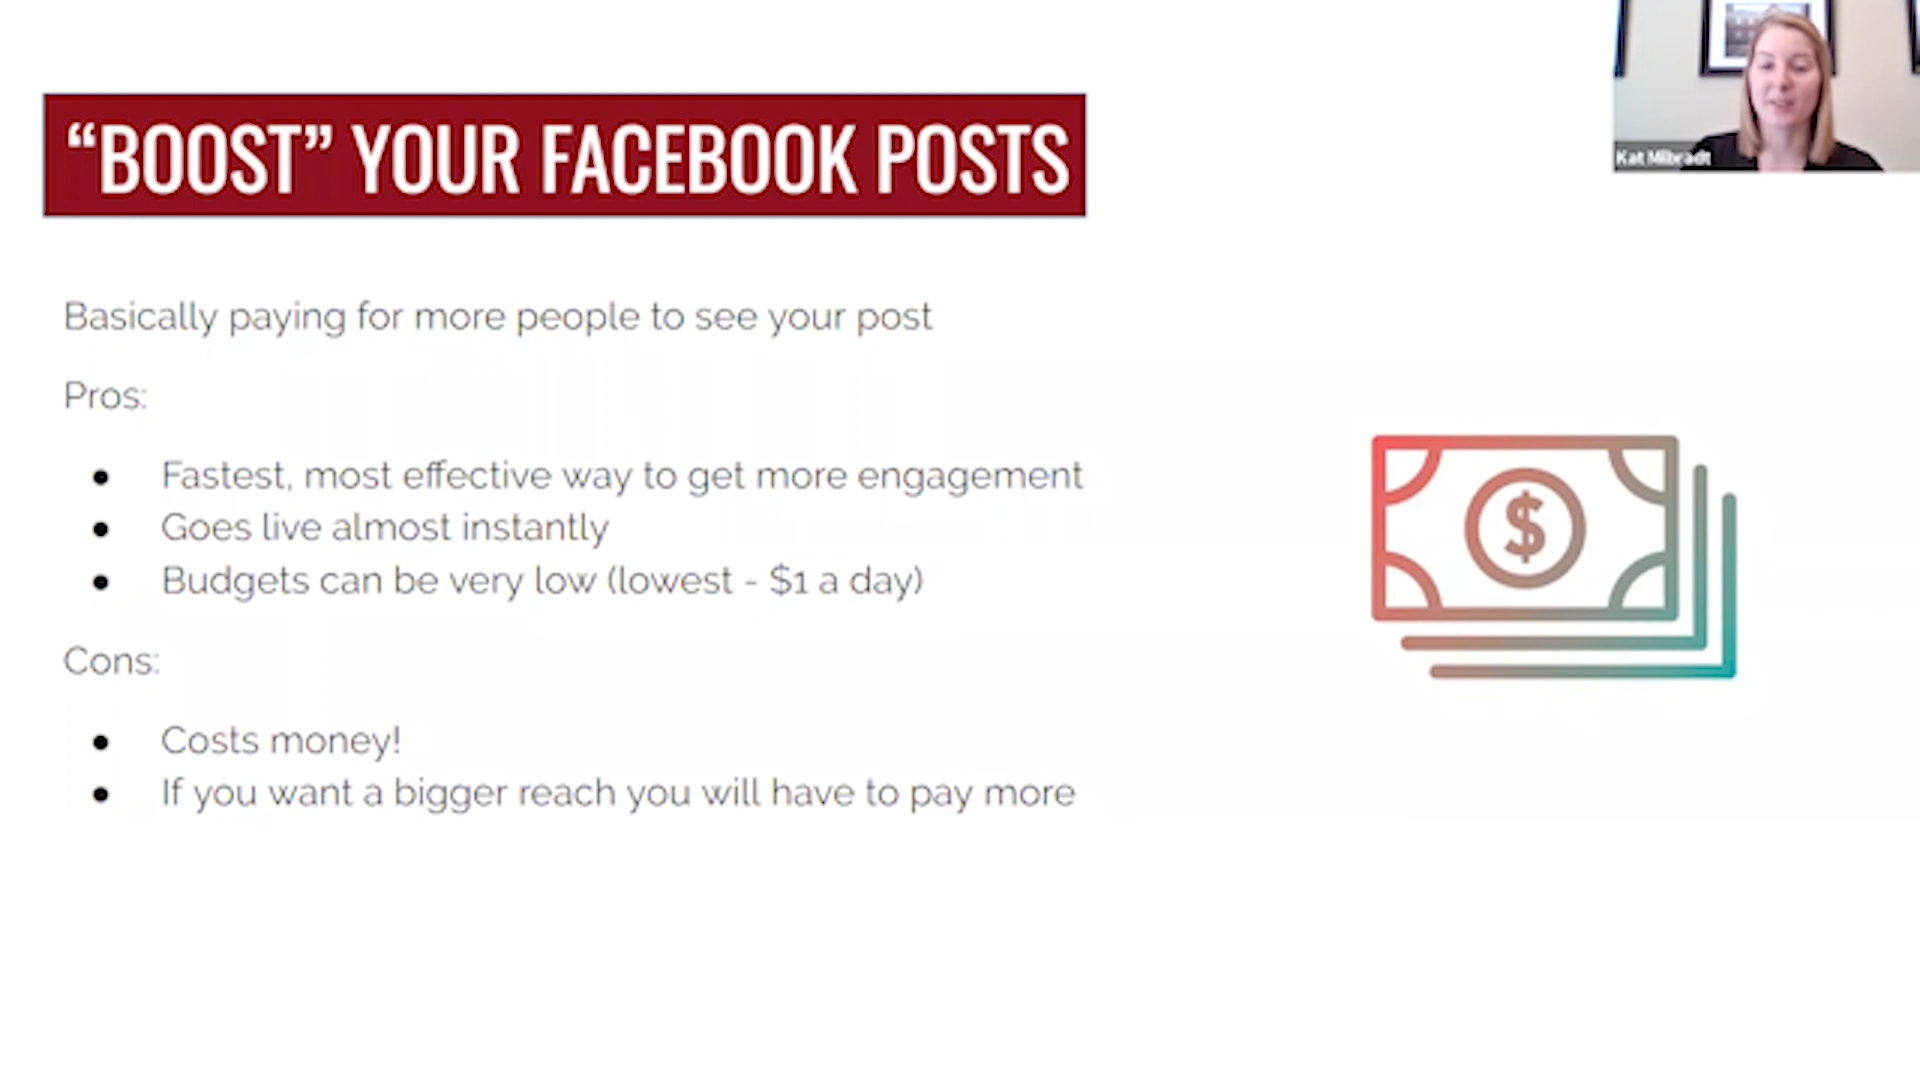 “BOOST” YOUR FACEBOOK POSTS
Kat Milbradt
Basically paying for more people to see your post
Pros:
● Fastest, most effective way to get more engagement
● Goes live almost instantly
● Budgets can be very low (lowest - $1 a day)
$
Cons:
● Costs money!
● If you want a bigger reach you will have to pay more